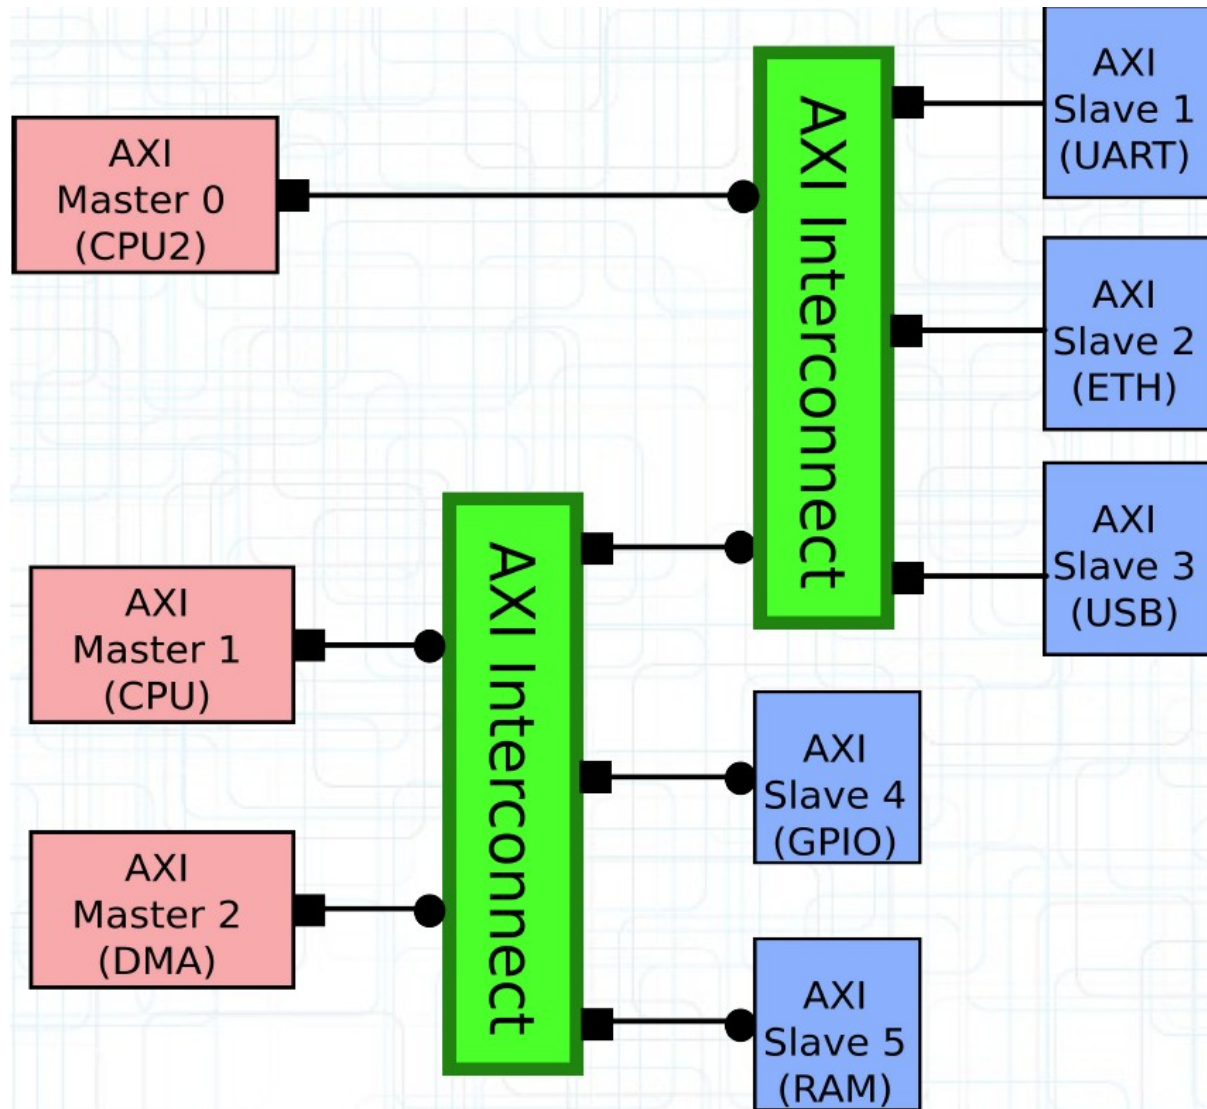 AXI
Master 0
(CPU2)
AXI Interconnect
AXI
Slave 1
(UART)
AXI
Slave 2
(ETH)
AXI
Slave 3
(USB)
AXI
Master 1
(CPU)
AXI
Master 2
(DMA)
AXI Interconnect
AXI
Slave 4
(GPIO)
AXI
Slave 5
(RAM)